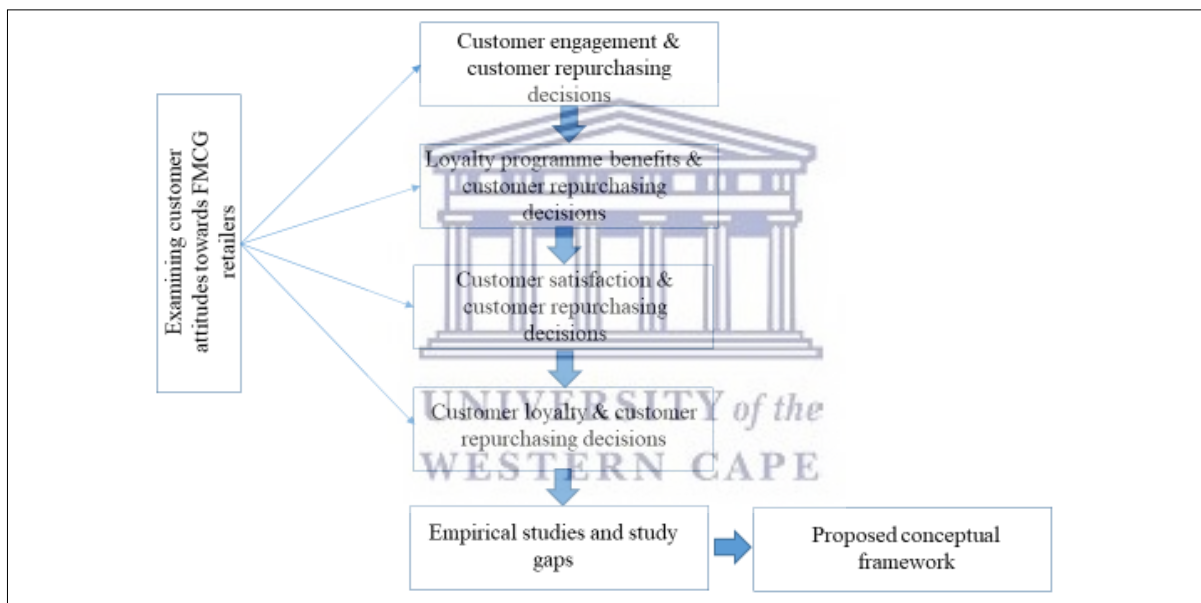 Customer engagement &
customer repurchasing
decisions
Examining customer
attitudes towards FMCG
retailers
Loyalty programme benefits &
customer repurchasing
decisions
Customer satisfaction &
customer repurchasing
decisions
UNIVERSITY of the
Customer loyalty & customer
repurchasing decisions
WESTERN CAPE
Empirical studies and study
gaps
Proposed conceptual
framework